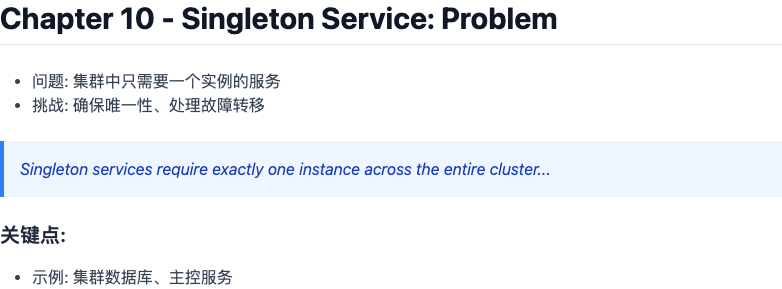 Chapter 10 - Singleton Service: Problem
• 问题: 集群中只需要一个实例的服务
• 挑战: 确保唯一性、处理故障转移
Singleton services require exactly one instance across the entire cluster...
关键点:
• 示例: 集群数据库、主控服务